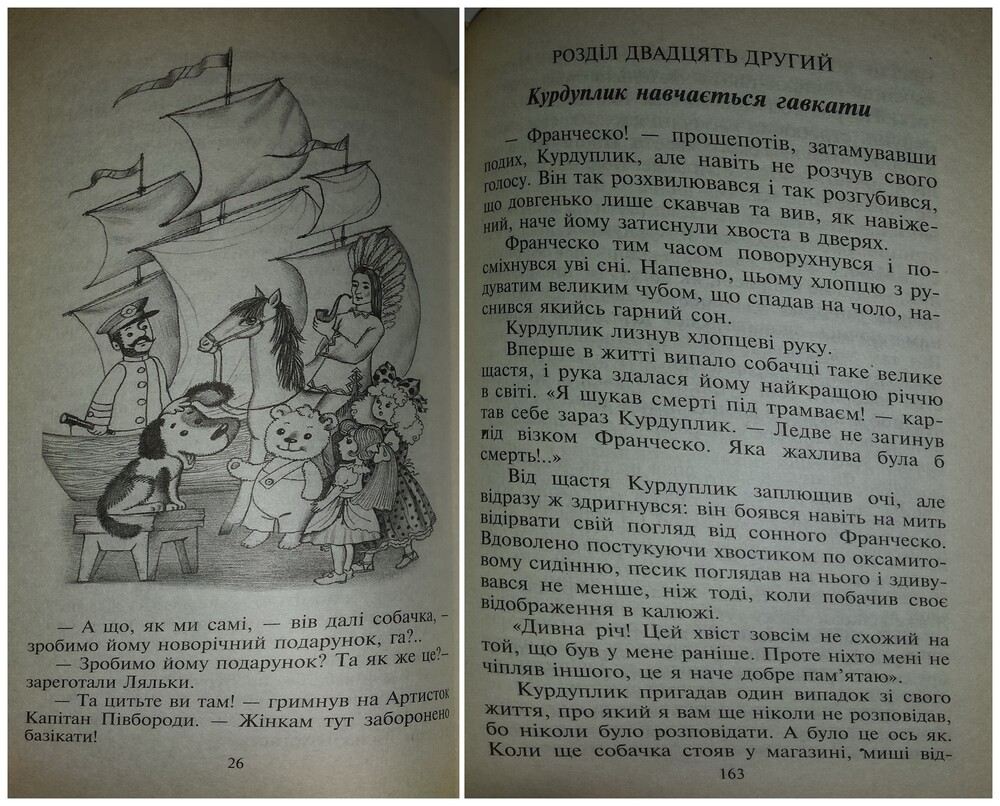 — А що, як ми самі, — вів далі собачка, —
зробимо йому новорічний подарунок, га?..
— Зробимо йому подарунок? Та як же це?—
зареготали Ляльки.
— Та цитьте ви там! — гримнув на Артисток
Капітан Півбороди. — Жінкам тут заборонено
базікати!
26
РОЗДІЛ ДВАДЦЯТЬ ДРУГИЙ
Курдуплик навчається гавкати
— Франческо! — прошепотів, затамувавши
подих, Курдуплик, але навіть не розчув свого
голосу. Він так розхвилювався і так розгубився,
що довгенько лише скавчав та вив, як навіже-
ний, наче йому затиснули хвоста в дверях.
Франческо тим часом поворухнувся і по-
сміхнувся уві сні. Напевно, цьому хлопцю з ру-
дуватим великим чубом, що спадав на чоло, на-
снився якийсь гарний сон.
Курдуплик лизнув хлопцеві руку.
Вперше в житті випало собачці таке велике
щастя, і рука здалася йому найкращою річчю
в світі. «Я шукав смерті під трамваєм! — кар-
тав себе зараз Курдуплик. — Ледве не загинув
під візком Франческо. Яка жахлива була б
смерть!..»
Від щастя Курдуплик заплющив очі, але
відразу ж здригнувся: він боявся навіть на мить
відірвати свій погляд від сонного Франческо.
Вдоволено постукуючи хвостиком по оксамито-
вому сидінню, песик поглядав на нього і здиву-
вався не менше, ніж тоді, коли побачив своє
відображення в калюжі.
«Дивна річ! Цей хвіст зовсім не схожий на
той, що був у мене раніше. Проте ніхто мені не
чіпляв іншого, це я наче добре пам'ятаю».
Курдуплик пригадав один випадок зі свого
життя, про який я вам ще ніколи не розповідав,
бо ніколи було розповідати. А було це ось як.
Коли ще собачка стояв у магазині, миші від-
163